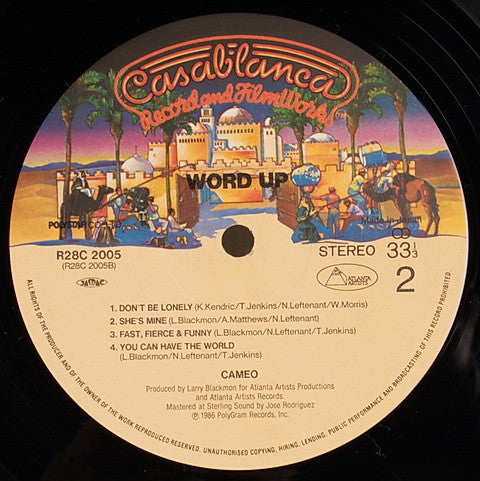 Casablanca
Record and FilmWorks
WORD UP
Made in Japan
R28C 2005
(R28C 2005B)
STEREO 33 1/3
2
ATLANTA
ARTISTS
1. DON'T BE LONELY (K.Kendric/T.Jenkins/N.Leftenant/W.Morris)
2. SHE'S MINE (L.Blackmon/A.Matthews/N.Leftenant)
3. FAST, FIERCE & FUNNY (L.Blackmon/N.Leftenant/T.Jenkins)
4. YOU CAN HAVE THE WORLD
(L.Blackmon/N.Leftenant/T.Jenkins)
CAMEO
Produced by Larry Blackmon for Atlanta Artists Productions
and Atlanta Artists Records.
Mastered at Sterling Sound by Jose Rodriguez
℗ 1986 PolyGram Records, Inc.
ALL RIGHTS OF THE PRODUCER AND OF THE OWNER OF THE WORK REPRODUCED RESERVED. UNAUTHORISED COPYING, HIRING, LENDING, PUBLIC PERFORMANCE AND BROADCASTING OF THIS RECORD PROHIBITED.